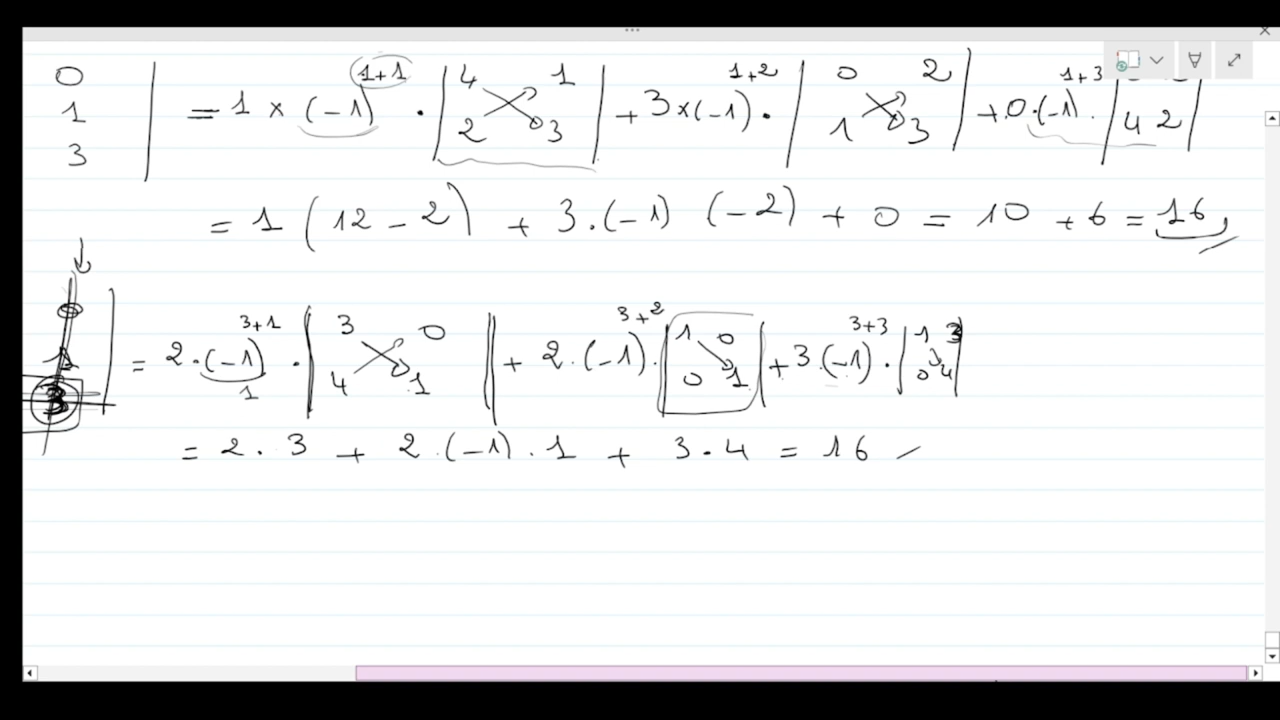 0
1
3
= 1 × (-1)^{1+1} · | 4 1 ; 2 3 | + 3×(-1)^{1+2} · | 0 2 ; 1 3 | + 0·(-1)^{1+3} · | ; 4 2 |
= 1 (12 - 2) + 3·(-1) (-2) + 0 = 10 + 6 = 16
0
1
3
= 2·(-1)^{3+1} · | 3 0 ; 4 1 | + 2·(-1)^{3+2} · | 1 0 ; 0 1 | + 3·(-1)^{3+3} · | 1 3 ; 0 4 |
1
= 2 · 3 + 2·(-1)·1 + 3·4 = 16